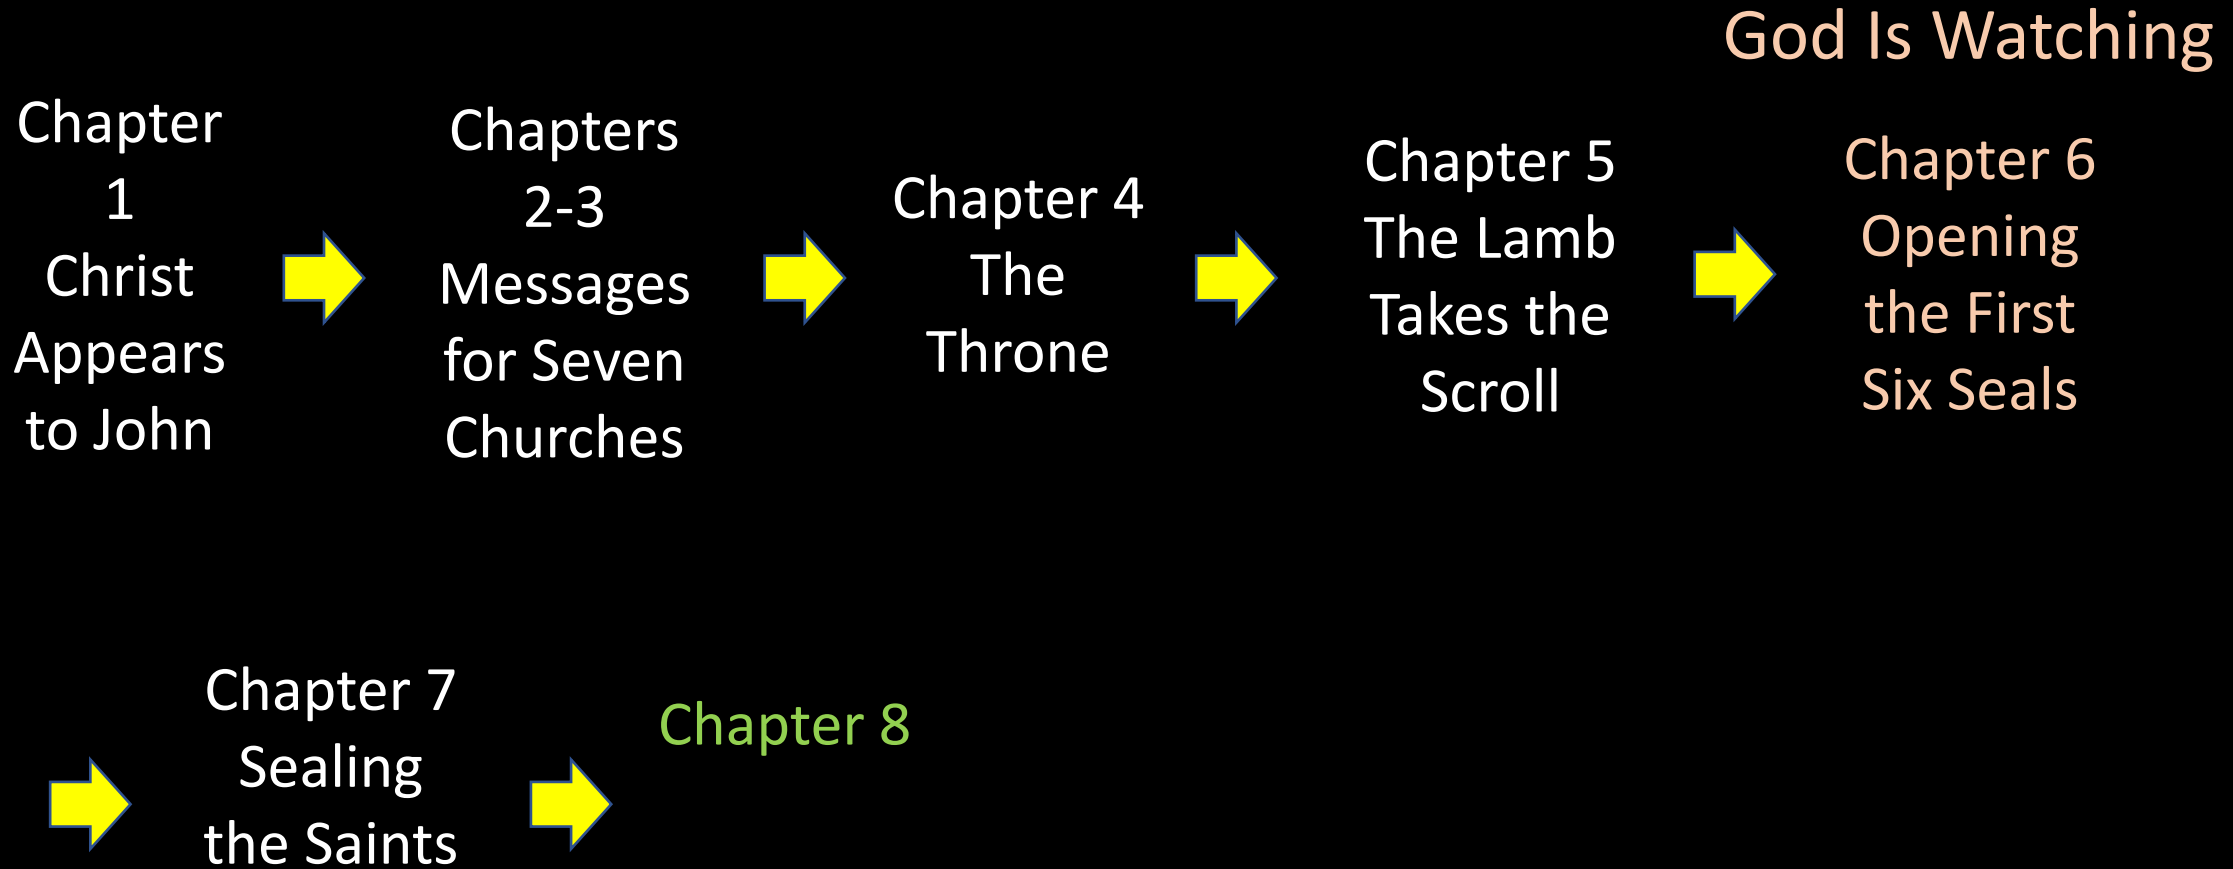 God Is Watching
Chapter
1
Christ
Appears
to John
Chapters
2-3
Messages
for Seven
Churches
Chapter 4
The
Throne
Chapter 5
The Lamb
Takes the
Scroll
Chapter 6
Opening
the First
Six Seals
Chapter 7
Sealing
the Saints
Chapter 8